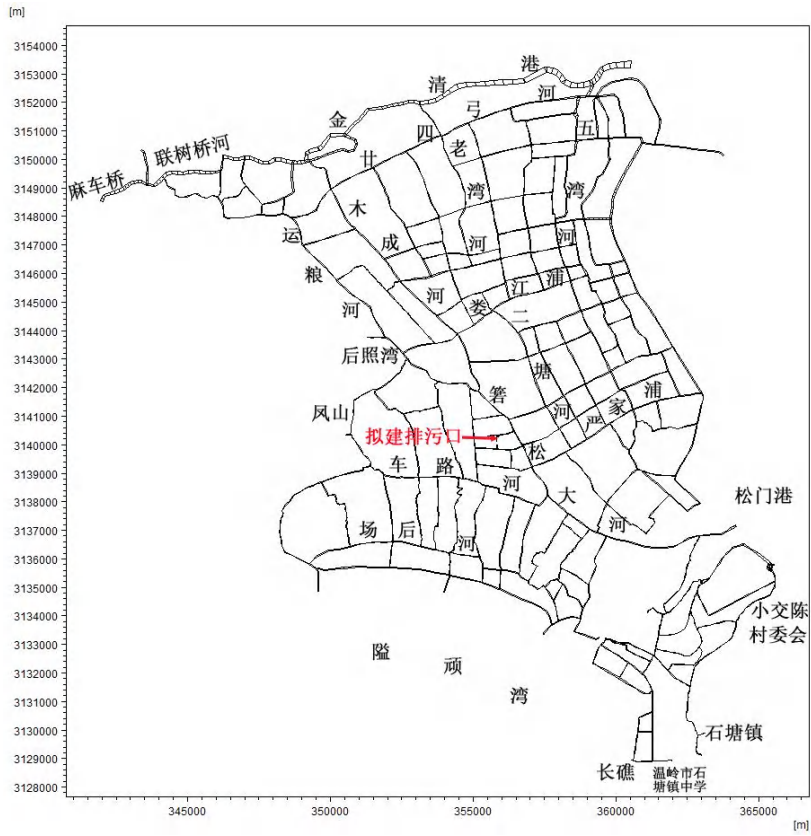 [m]
3154000
3153000
3152000
3151000
3150000
3149000
3148000
3147000
3146000
3145000
3144000
3143000
3142000
3141000
3140000
3139000
3138000
3137000
3136000
3135000
3134000
3133000
3132000
3131000
3130000
3129000
3128000
金清港
廿四弓河
五湾河
老湾河
联树桥河
麻车桥
木成河
运粮河
娄江浦
二塘河
后照湾
箬松大河
凤山
严家浦
拟建排污口
车路河
松门港
场后河
小交陈
村委会
隘顽湾
石塘镇
长礁
温岭市石
塘镇中学
345000
350000
355000
360000
365000
[m]